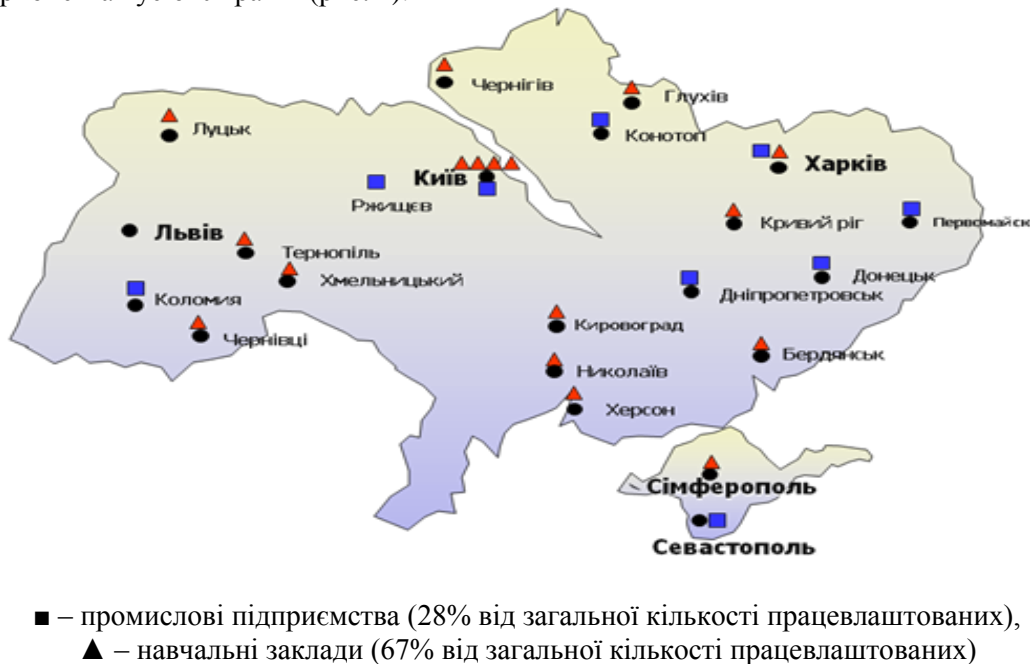 Чернігів
Глухів
Луцьк
Конотоп
Київ
Харків
Ржищєв
Кривий ріг
Первомайск
Львів
Тернопіль
Хмельницький
Донецьк
Коломия
Дніпропетровськ
Чернівці
Кировоград
Бердянськ
Николаїв
Херсон
Сімферополь
Севастополь
■ – промислові підприємства (28% від загальної кількості працевлаштованих),
▲ – навчальні заклади (67% від загальної кількості працевлаштованих)